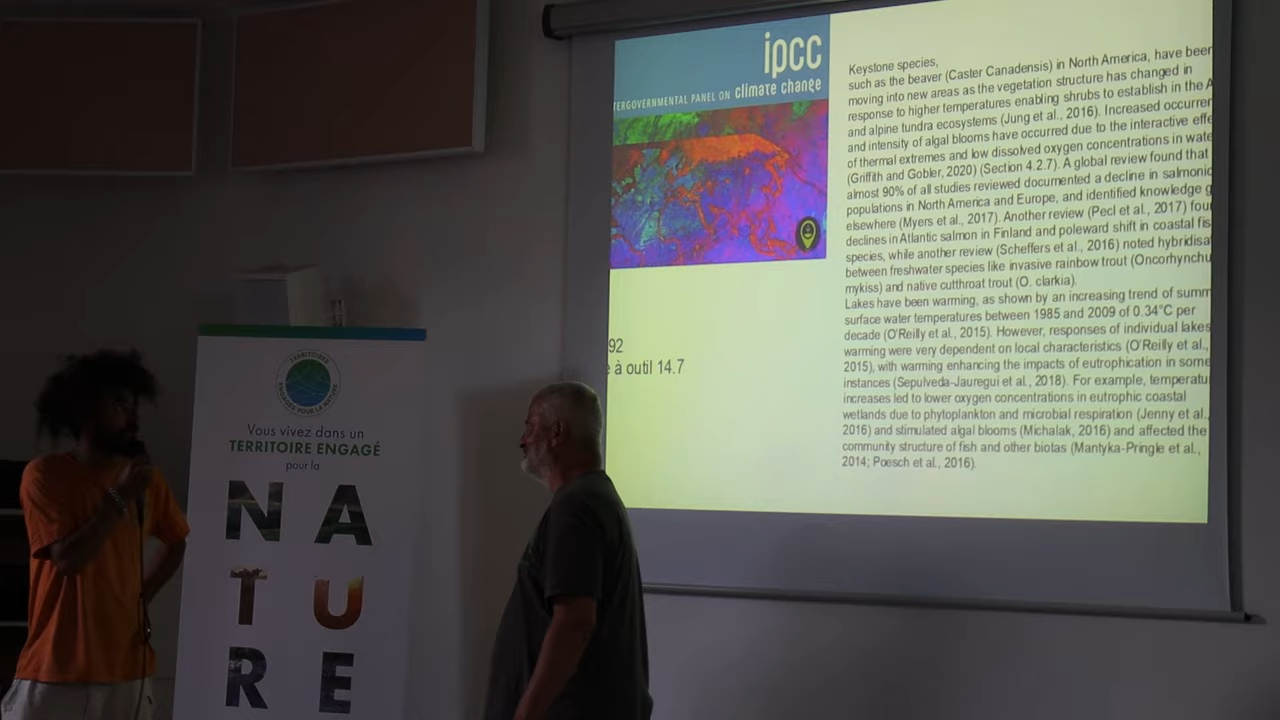 TERRITOIRES
ENGAGÉS POUR LA NATURE
Vous vivez dans un
TERRITOIRE ENGAGÉ
pour la
N A
T U
R E
ipcc
TERGOVERNMENTAL PANEL ON climate change
92
à outil 14.7
Keystone species,
such as the beaver (Caster Canadensis) in North America, have been
moving into new areas as the vegetation structure has changed in
response to higher temperatures enabling shrubs to establish in the A
and alpine tundra ecosystems (Jung et al., 2016). Increased occurren
and intensity of algal blooms have occurred due to the interactive effe
of thermal extremes and low dissolved oxygen concentrations in wate
(Griffith and Gobler, 2020) (Section 4.2.7). A global review found that
almost 90% of all studies reviewed documented a decline in salmonid
populations in North America and Europe, and identified knowledge g
elsewhere (Myers et al., 2017). Another review (Pecl et al., 2017) fou
declines in Atlantic salmon in Finland and poleward shift in coastal fis
species, while another review (Scheffers et al., 2016) noted hybridisa
between freshwater species like invasive rainbow trout (Oncorhynchu
mykiss) and native cutthroat trout (O. clarkia).
Lakes have been warming, as shown by an increasing trend of summ
surface water temperatures between 1985 and 2009 of 0.34°C per
decade (O'Reilly et al., 2015). However, responses of individual lakes
warming were very dependent on local characteristics (O'Reilly et al.,
2015), with warming enhancing the impacts of eutrophication in some
instances (Sepulveda-Jauregui et al., 2018). For example, temperatu
increases led to lower oxygen concentrations in eutrophic coastal
wetlands due to phytoplankton and microbial respiration (Jenny et al.,
2016) and stimulated algal blooms (Michalak, 2016) and affected the
community structure of fish and other biotas (Mantyka-Pringle et al.,
2014; Poesch et al., 2016).